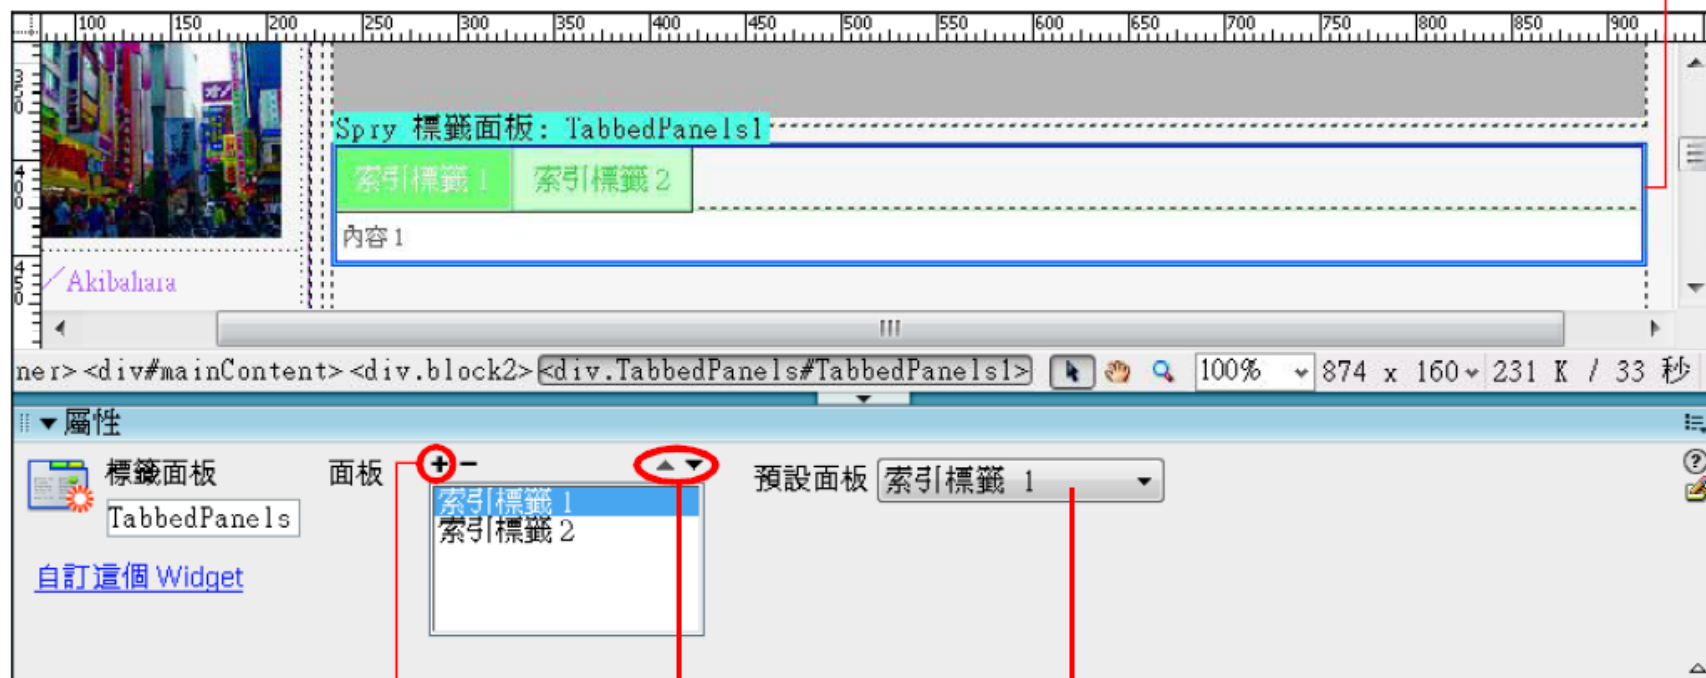 100 150 200 250 300 350 400 450 500 550 600 650 700 750 800 850 900
350
Spry 標籤面板: TabbedPanels1
400
索引標籤 1 索引標籤 2
內容 1
450
/Akibahara
ner> <div#mainContent> <div.block2> <div.TabbedPanels#TabbedPanels1> 100% 874 x 160 231 K / 33 秒
屬性
標籤面板 面板 + − 預設面板 索引標籤 1
TabbedPanels
索引標籤 1
索引標籤 2
自訂這個 Widget